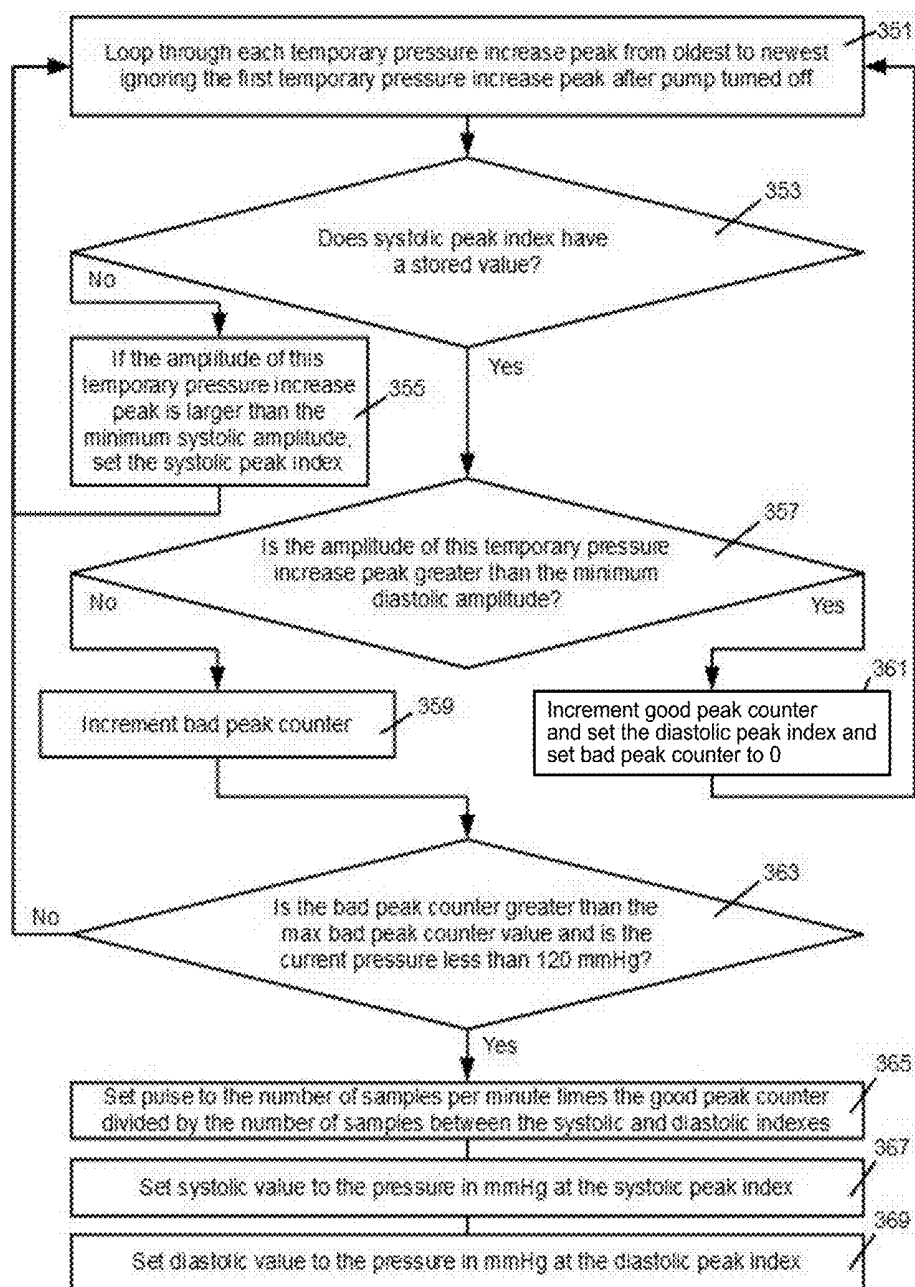 351
Loop through each temporary pressure increase peak from oldest to newest
ignoring the first temporary pressure increase peak after pump turned off
353
Does systolic peak index have
a stored value?
No
Yes
If the amplitude of this
temporary pressure increase
peak is larger than the
minimum systolic amplitude,
set the systolic peak index
355
357
Is the amplitude of this temporary pressure
increase peak greater than the minimum
diastolic amplitude?
No
Yes
Increment bad peak counter
359
361
Increment good peak counter
and set the diastolic peak index and
set bad peak counter to 0
363
Is the bad peak counter greater than the
max bad peak counter value and is the
current pressure less than 120 mmHg?
No
Yes
365
Set pulse to the number of samples per minute times the good peak counter
divided by the number of samples between the systolic and diastolic indexes
367
Set systolic value to the pressure in mmHg at the systolic peak index
369
Set diastolic value to the pressure in mmHg at the diastolic peak index